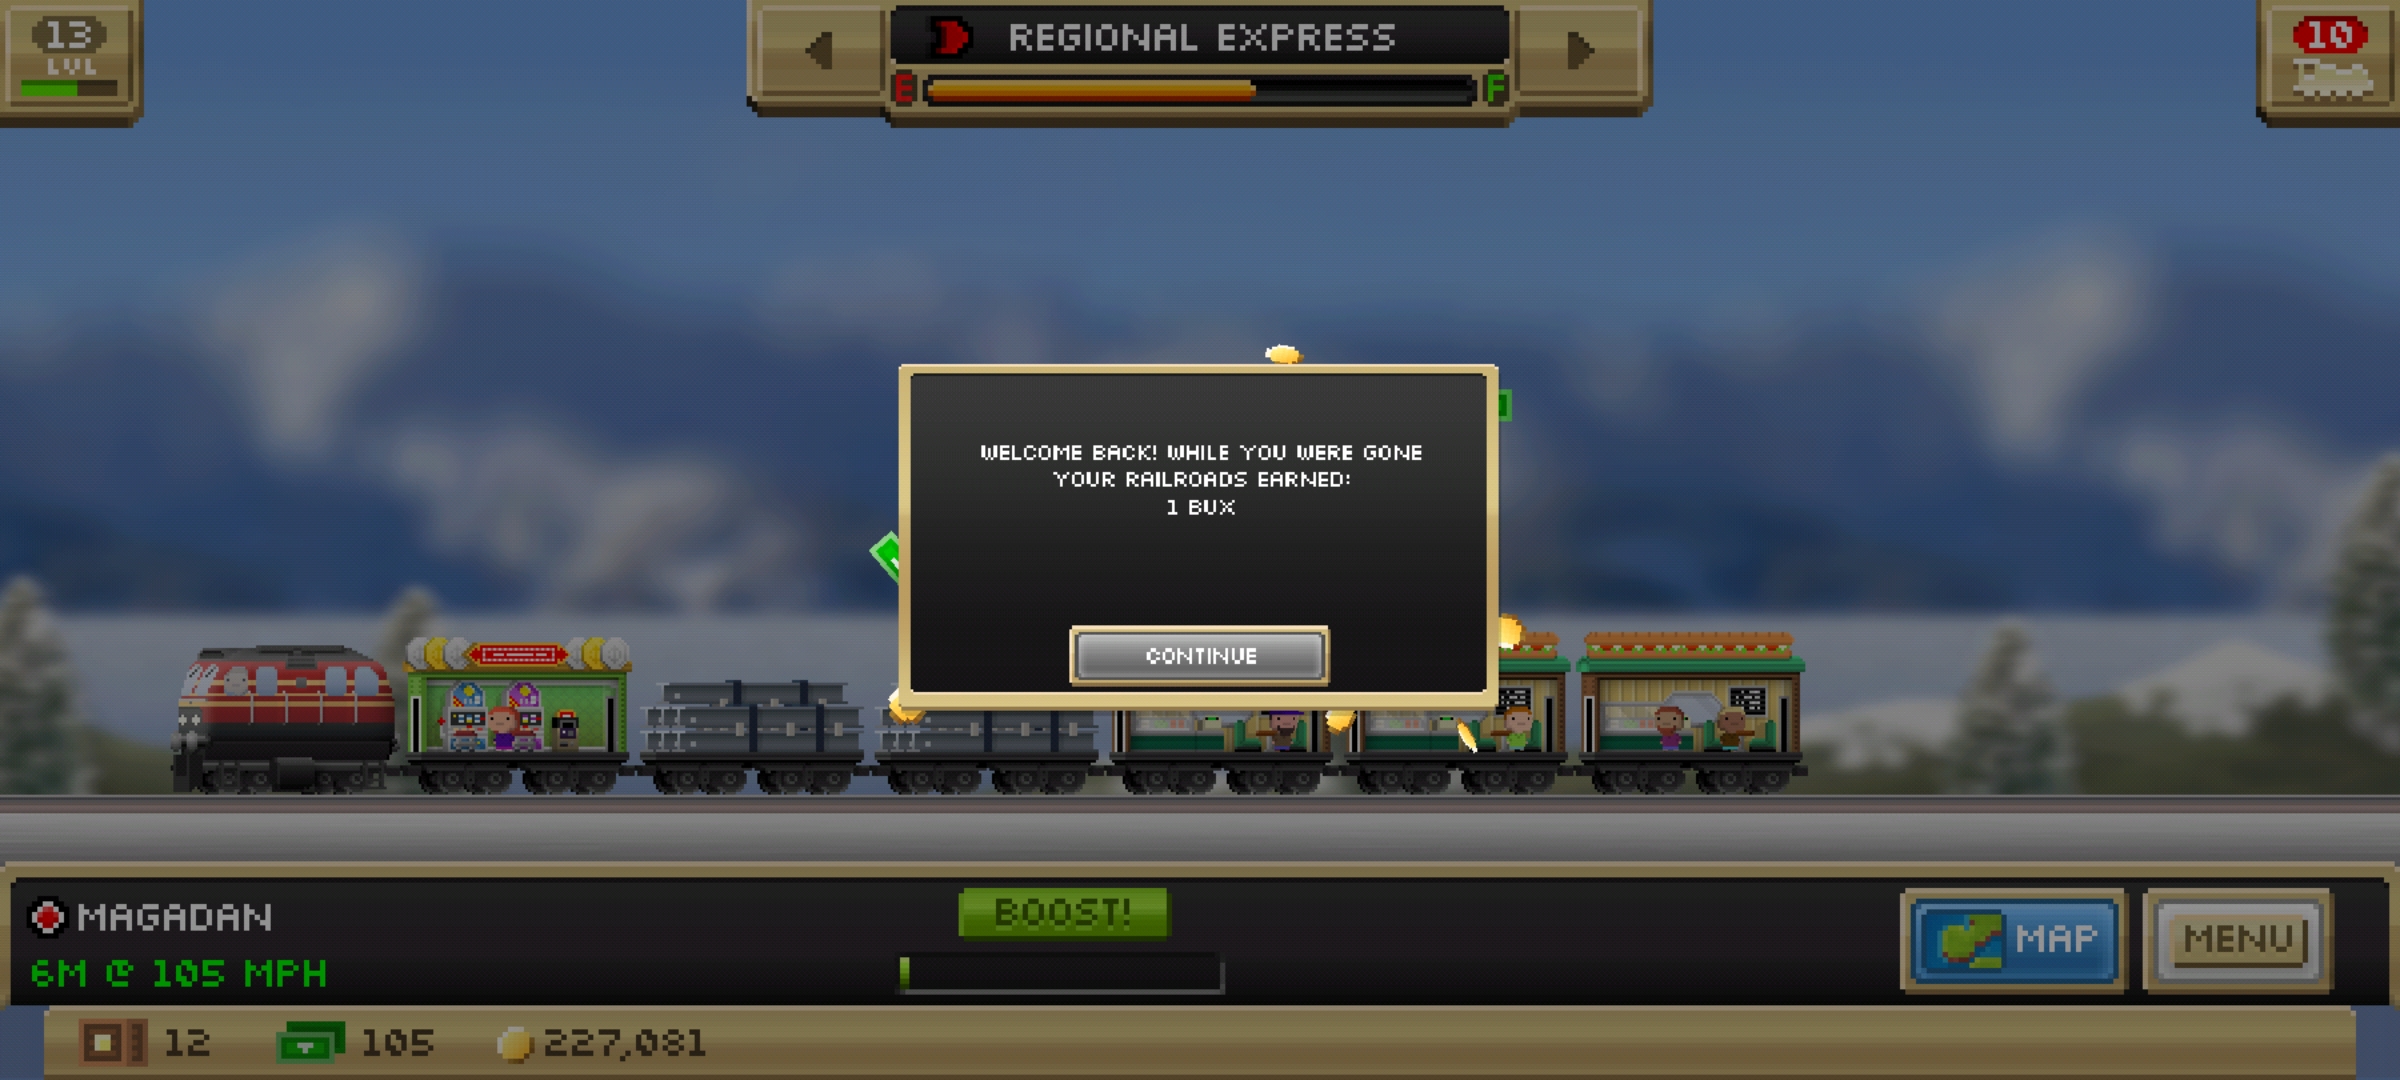 13
LVL
REGIONAL EXPRESS
E
F
10
WELCOME BACK! WHILE YOU WERE GONE
YOUR RAILROADS EARNED:
1 BUX
CONTINUE
MAGADAN
6M @ 105 MPH
BOOST!
MAP
MENU
12
105
227,081